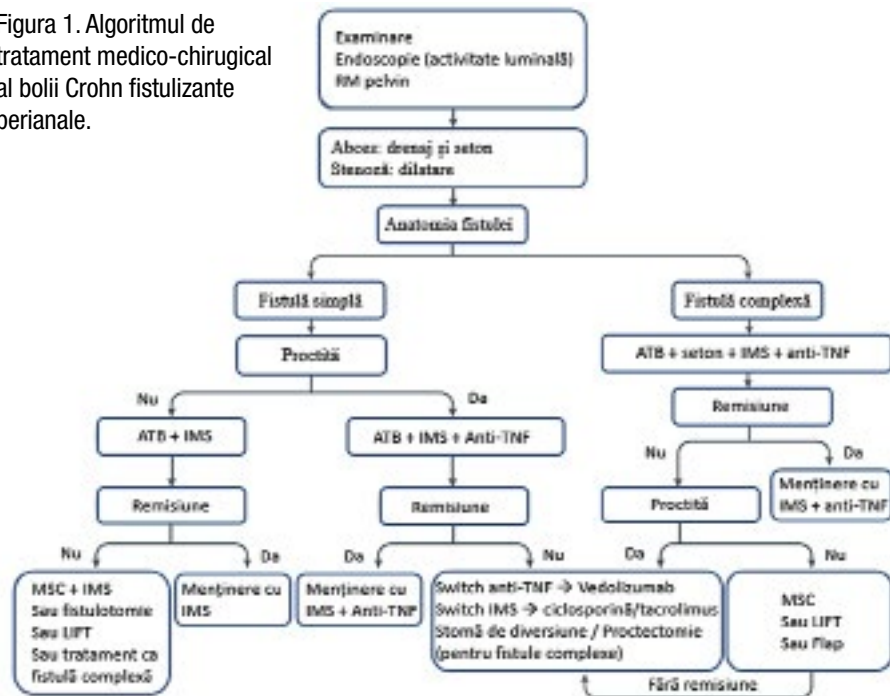 Figura 1. Algoritmul de
tratament medico-chirugical
al bolii Crohn fistulizante
perianale.
Examinare
Endoscopie (activitate luminală)
RM pelvin
Abces: drenaj și seton
Stenoză: dilatare
Anatomia fistulei
Fistulă simplă
Fistulă complexă
Proctită
ATB + seton + IMS + anti-TNF
Nu
Da
Remisiune
ATB + IMS
ATB + IMS + Anti-TNF
Nu
Da
Remisiune
Remisiune
Proctită
Menținere cu
IMS + anti-TNF
Nu
Da
Da
Nu
Da
Nu
MSC + IMS
Sau fistulotomie
Sau LIFT
Sau tratament ca
fistulă complexă
Menținere cu
IMS
Menținere cu
IMS + Anti-TNF
Switch anti-TNF → Vedolizumab
Switch IMS → ciclosporină/tacrolimus
Stomă de diversiune / Proctectomie
(pentru fistule complexe)
MSC
Sau LIFT
Sau Flap
Fără remisiune